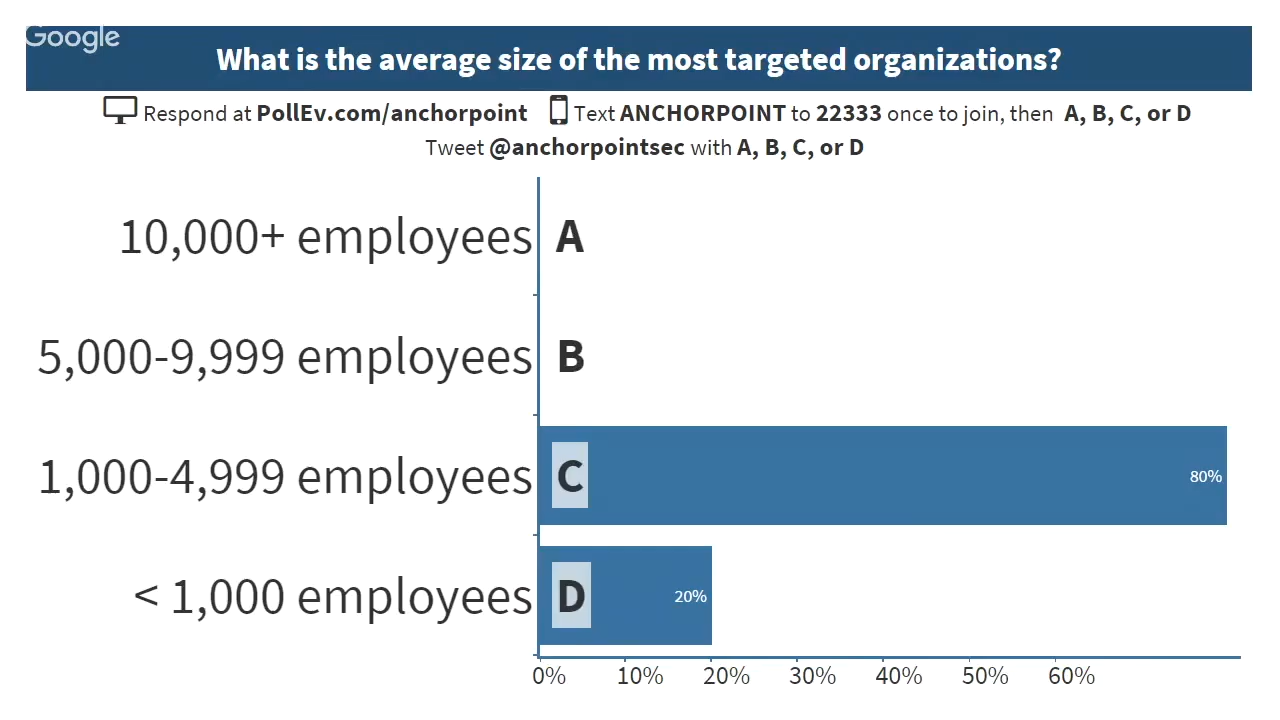 Google
What is the average size of the most targeted organizations?
Respond at PollEv.com/anchorpoint Text ANCHORPOINT to 22333 once to join, then A, B, C, or D
Tweet @anchorpointsec with A, B, C, or D
10,000+ employees A
5,000-9,999 employees B
1,000-4,999 employees C 80%
< 1,000 employees D 20%
0% 10% 20% 30% 40% 50% 60%